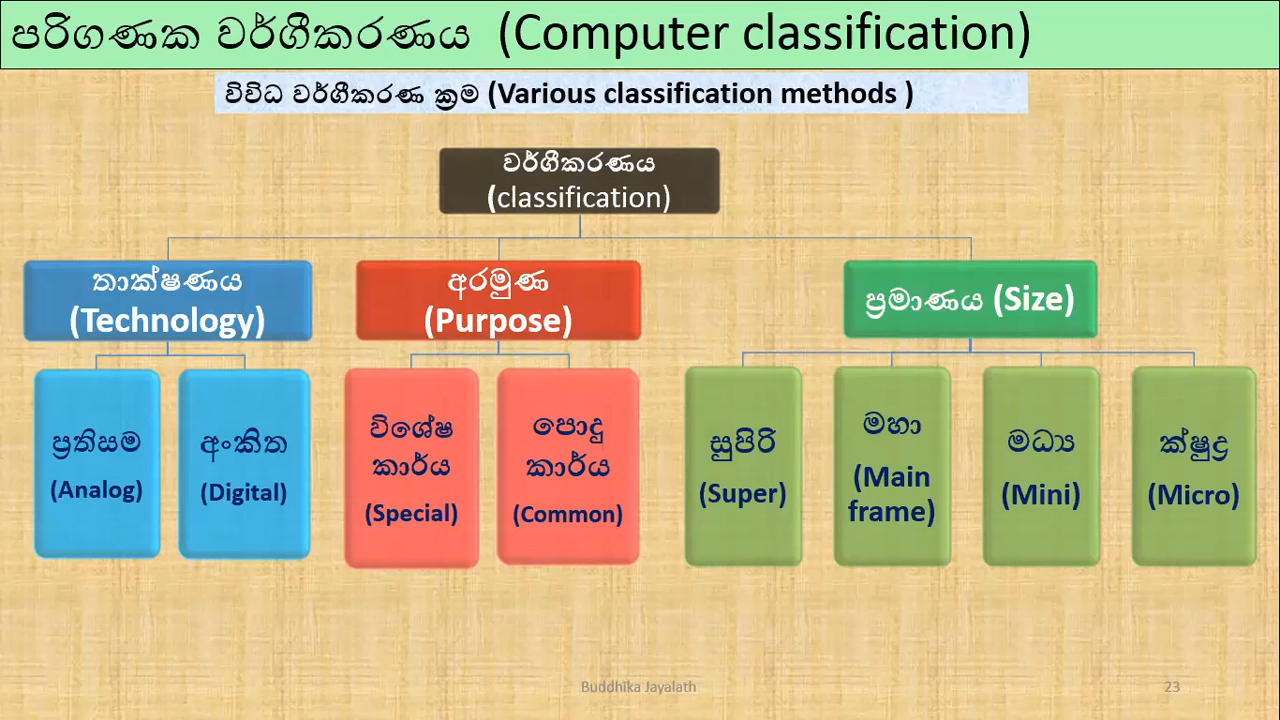 පරිගණක වර්ගීකරණය (Computer classification)
විවිධ වර්ගීකරණ ක්‍රම (Various classification methods )
වර්ගීකරණය
(classification)
තාක්ෂණය
(Technology)
අරමුණ
(Purpose)
ප්‍රමාණය (Size)
ප්‍රතිසම
(Analog)
අංකිත
(Digital)
විශේෂ
කාර්ය
(Special)
පොදු
කාර්ය
(Common)
සුපිරි
(Super)
මහා
(Main
frame)
මධ්‍ය
(Mini)
ක්ෂුද්‍ර
(Micro)
Buddhika Jayalath
23